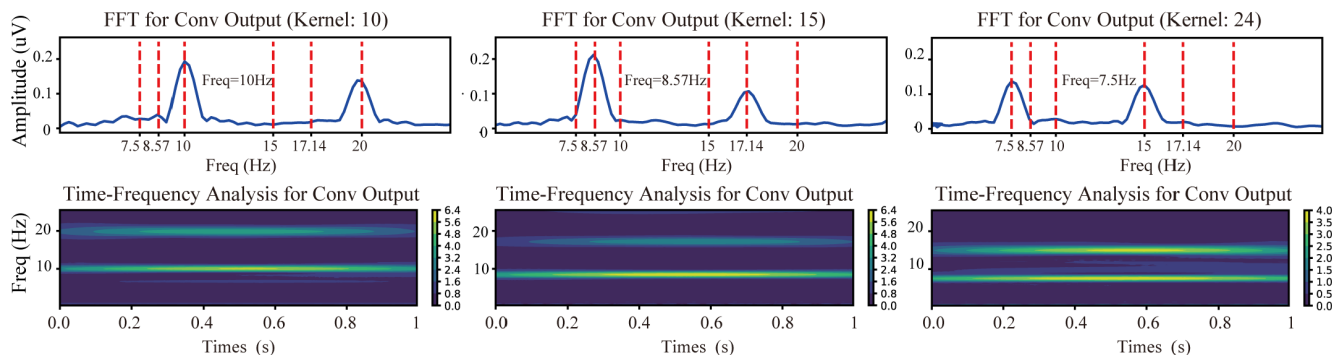 FFT for Conv Output (Kernel: 10)
Amplitude (uV)
0.2
0.1
0
Freq=10Hz
7.5 8.57 10 15 17.14 20
Freq (Hz)
FFT for Conv Output (Kernel: 15)
0.2
0.1
0
Freq=8.57Hz
7.5 8.57 10 15 17.14 20
Freq (Hz)
FFT for Conv Output (Kernel: 24)
0.2
0.1
0
Freq=7.5Hz
7.5 8.57 10 15 17.14 20
Freq (Hz)
Time-Frequency Analysis for Conv Output
Freq (Hz)
20
10
0.0 0.2 0.4 0.6 0.8 1
Times (s)
6.4
5.6
4.8
4.0
3.2
2.4
1.6
0.8
0.0
Time-Frequency Analysis for Conv Output
20
10
0.0 0.2 0.4 0.6 0.8 1
Times (s)
6.4
5.6
4.8
4.0
3.2
2.4
1.6
0.8
0.0
Time-Frequency Analysis for Conv Output
20
10
0.0 0.2 0.4 0.6 0.8 1
Times (s)
4.0
3.5
3.0
2.5
2.0
1.5
1.0
0.5
0.0